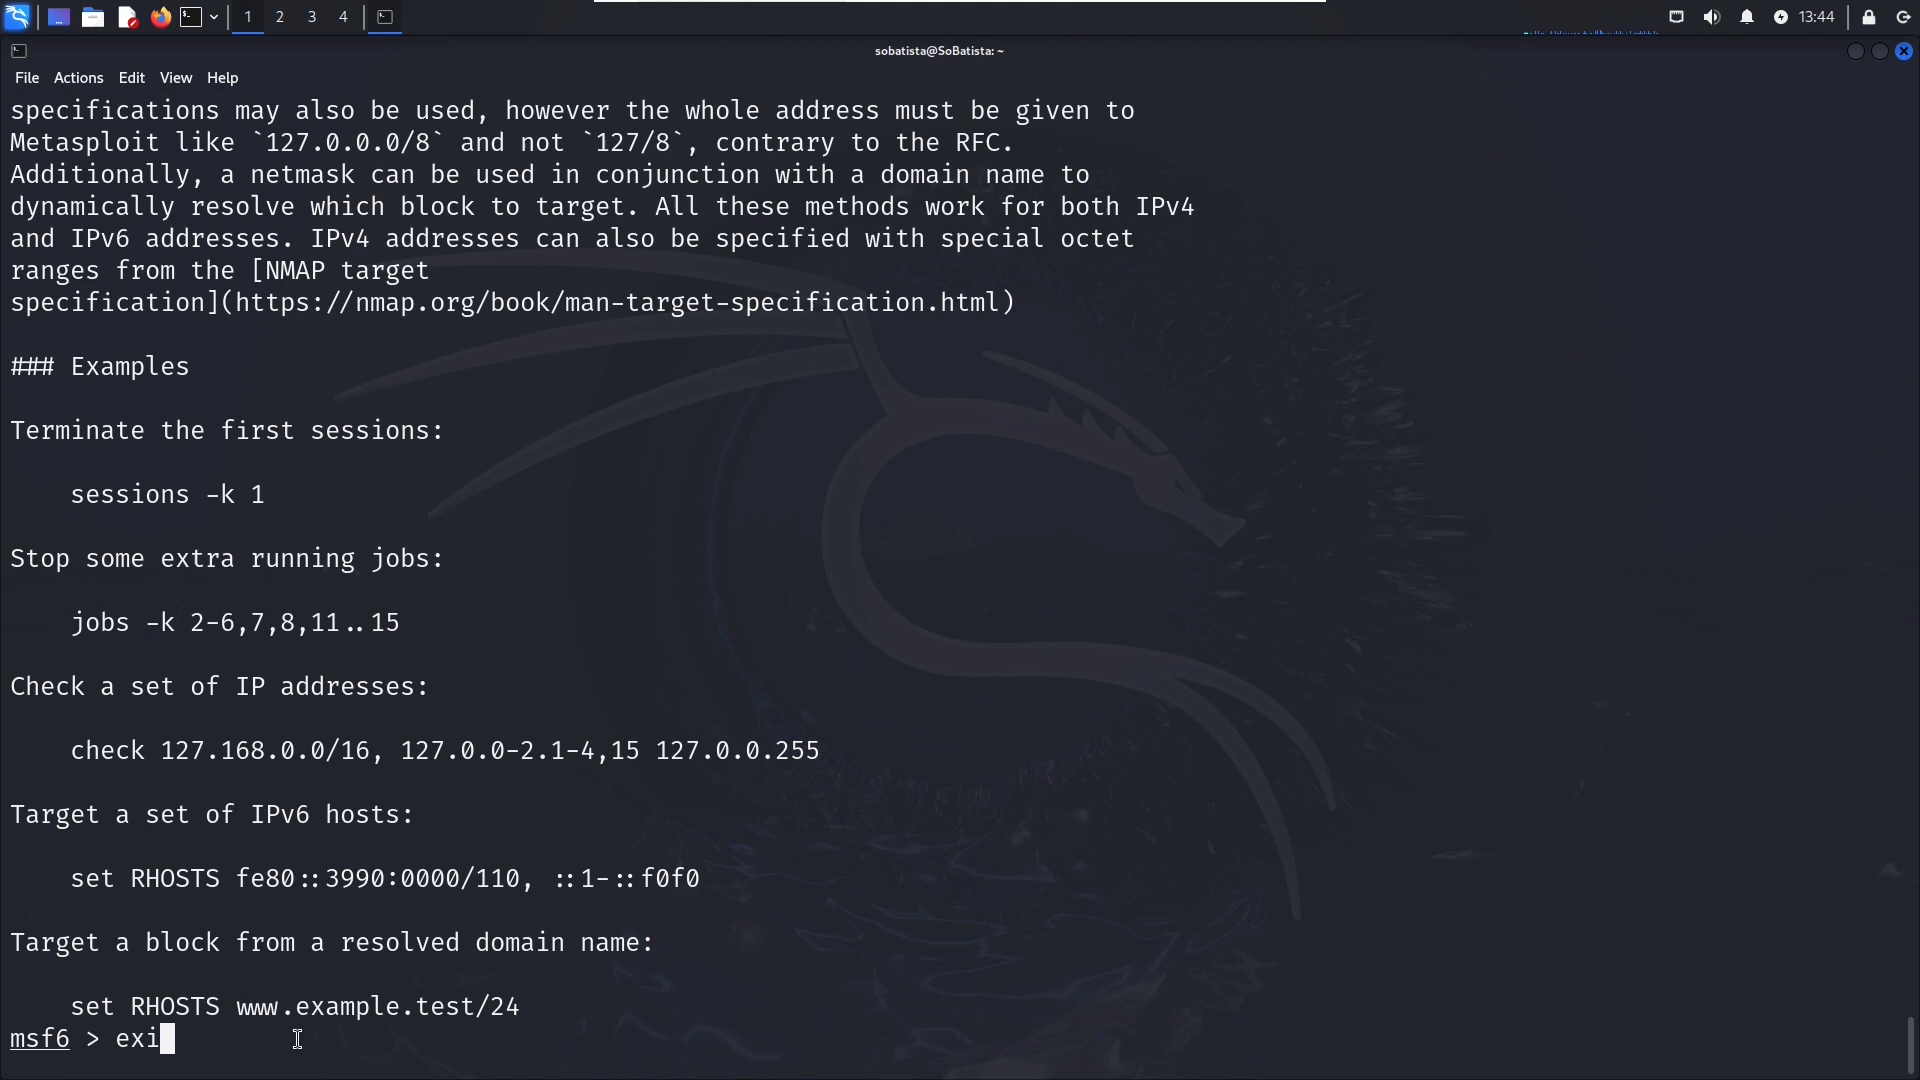 1 2 3 4
13:44
sobatista@SoBatista: ~
File Actions Edit View Help
specifications may also be used, however the whole address must be given to
Metasploit like `127.0.0.0/8` and not `127/8`, contrary to the RFC.
Additionally, a netmask can be used in conjunction with a domain name to
dynamically resolve which block to target. All these methods work for both IPv4
and IPv6 addresses. IPv4 addresses can also be specified with special octet
ranges from the [NMAP target
specification](https://nmap.org/book/man-target-specification.html)
### Examples
Terminate the first sessions:
sessions -k 1
Stop some extra running jobs:
jobs -k 2-6,7,8,11..15
Check a set of IP addresses:
check 127.168.0.0/16, 127.0.0-2.1-4,15 127.0.0.255
Target a set of IPv6 hosts:
set RHOSTS fe80::3990:0000/110, ::1-::f0f0
Target a block from a resolved domain name:
set RHOSTS www.example.test/24
msf6 > exi